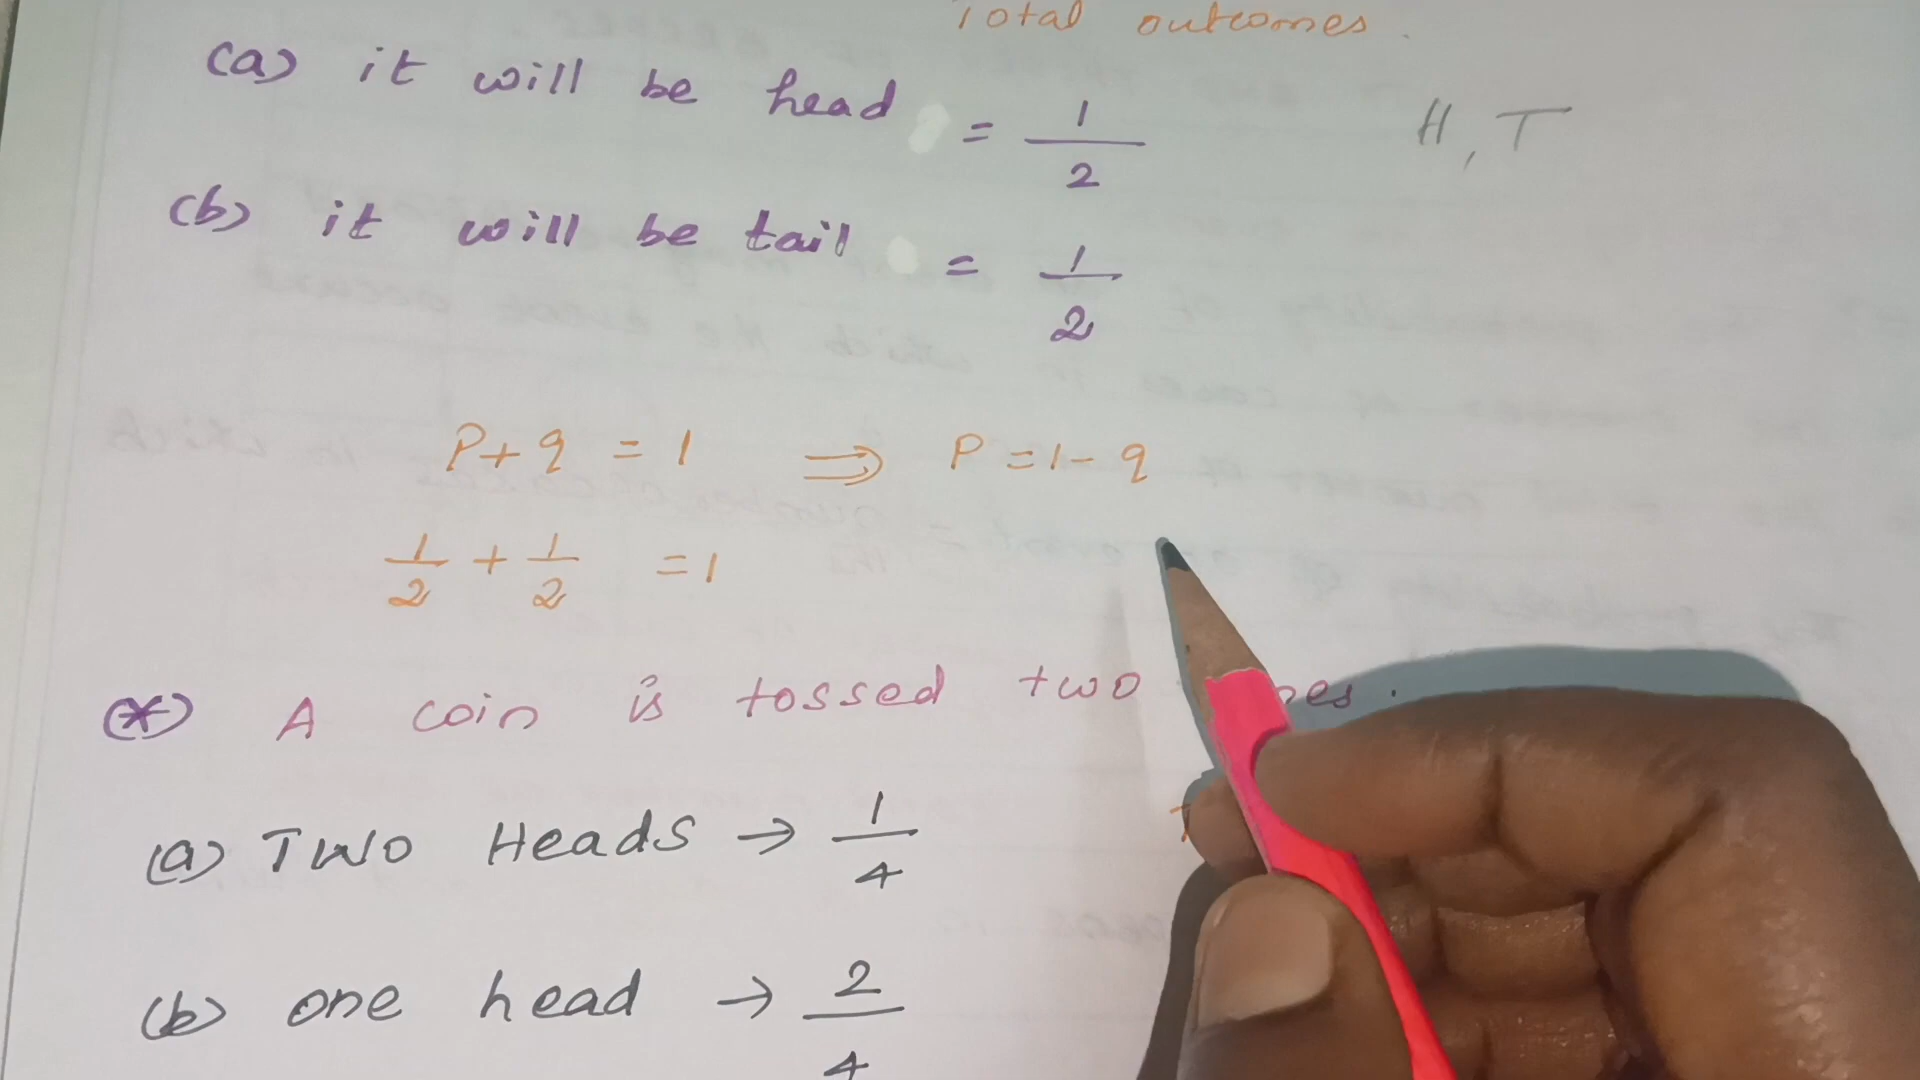 Total outcomes.
(a) it will be head = 1/2
H, T
(b) it will be tail = 1/2
P + q = 1 ⇒ P = 1 - q
1/2 + 1/2 = 1
(*) A coin is tossed two
(a) Two Heads → 1/4
(b) one head → 2/4